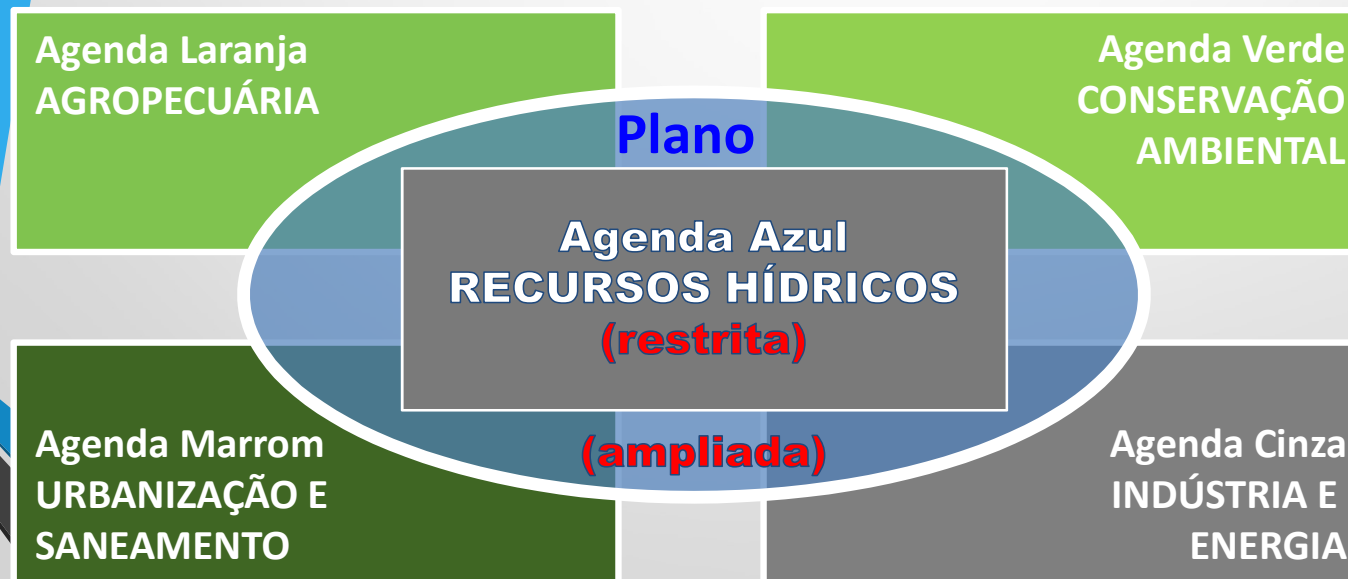 Agenda Laranja
AGROPECUÁRIA
Agenda Verde
CONSERVAÇÃO
AMBIENTAL
Plano
Agenda Azul
RECURSOS HÍDRICOS
(restrita)
(ampliada)
Agenda Marrom
URBANIZAÇÃO E
SANEAMENTO
Agenda Cinza
INDÚSTRIA E
ENERGIA